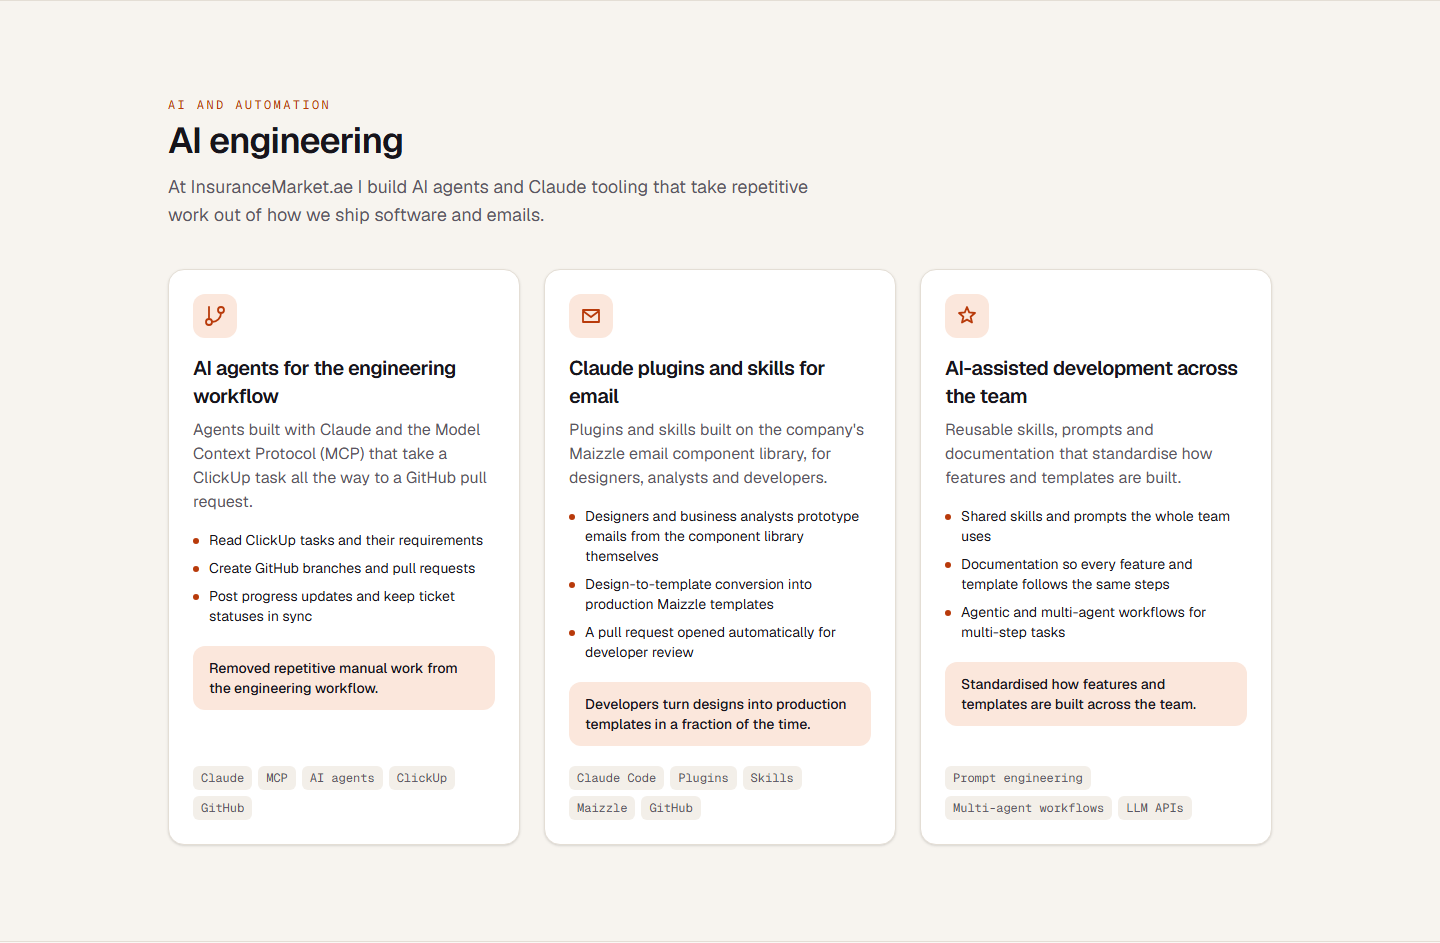 AI AND AUTOMATION
AI engineering
At InsuranceMarket.ae I build AI agents and Claude tooling that take repetitive
work out of how we ship software and emails.
AI agents for the engineering
workflow
Agents built with Claude and the Model
Context Protocol (MCP) that take a
ClickUp task all the way to a GitHub pull
request.
Read ClickUp tasks and their requirements
Create GitHub branches and pull requests
Post progress updates and keep ticket
statuses in sync
Removed repetitive manual work from
the engineering workflow.
Claude MCP AI agents ClickUp
GitHub
Claude plugins and skills for
email
Plugins and skills built on the company's
Maizzle email component library, for
designers, analysts and developers.
Designers and business analysts prototype
emails from the component library
themselves
Design-to-template conversion into
production Maizzle templates
A pull request opened automatically for
developer review
Developers turn designs into production
templates in a fraction of the time.
Claude Code Plugins Skills
Maizzle GitHub
AI-assisted development across
the team
Reusable skills, prompts and
documentation that standardise how
features and templates are built.
Shared skills and prompts the whole team
uses
Documentation so every feature and
template follows the same steps
Agentic and multi-agent workflows for
multi-step tasks
Standardised how features and
templates are built across the team.
Prompt engineering
Multi-agent workflows LLM APIs